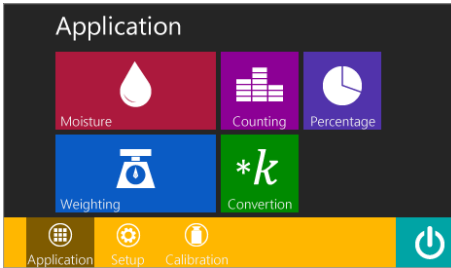 Application
Moisture
Counting
Percentage
Weighting
*k
Convertion
Application
Setup
Calibration